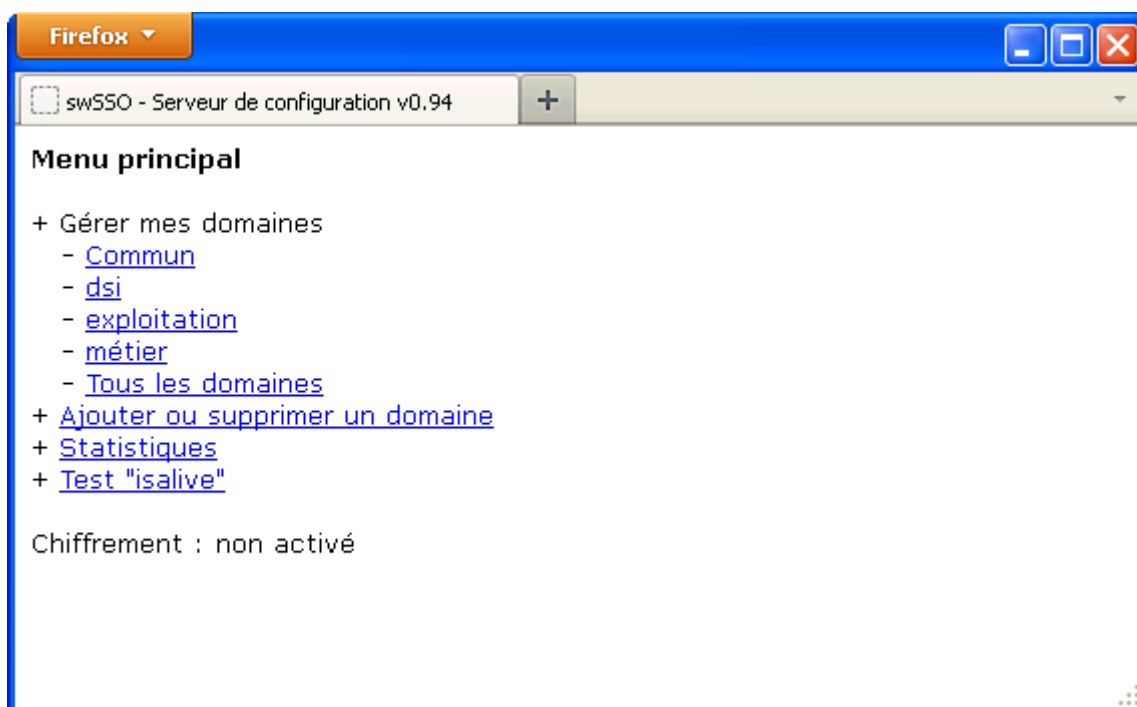 Firefox
swSSO - Serveur de configuration v0.94
Menu principal
+ Gérer mes domaines
- Commun
- dsi
- exploitation
- métier
- Tous les domaines
+ Ajouter ou supprimer un domaine
+ Statistiques
+ Test "isalive"
Chiffrement : non activé